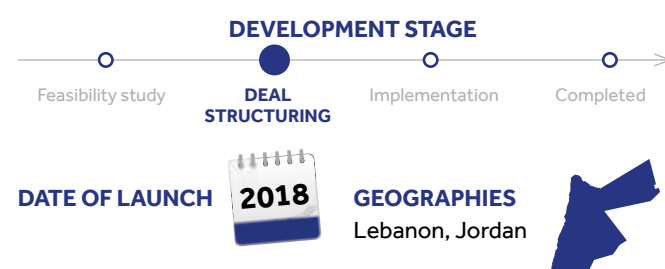 DEVELOPMENT STAGE
Feasibility study
DEAL
STRUCTURING
Implementation
Completed
DATE OF LAUNCH
2018
GEOGRAPHIES
Lebanon, Jordan